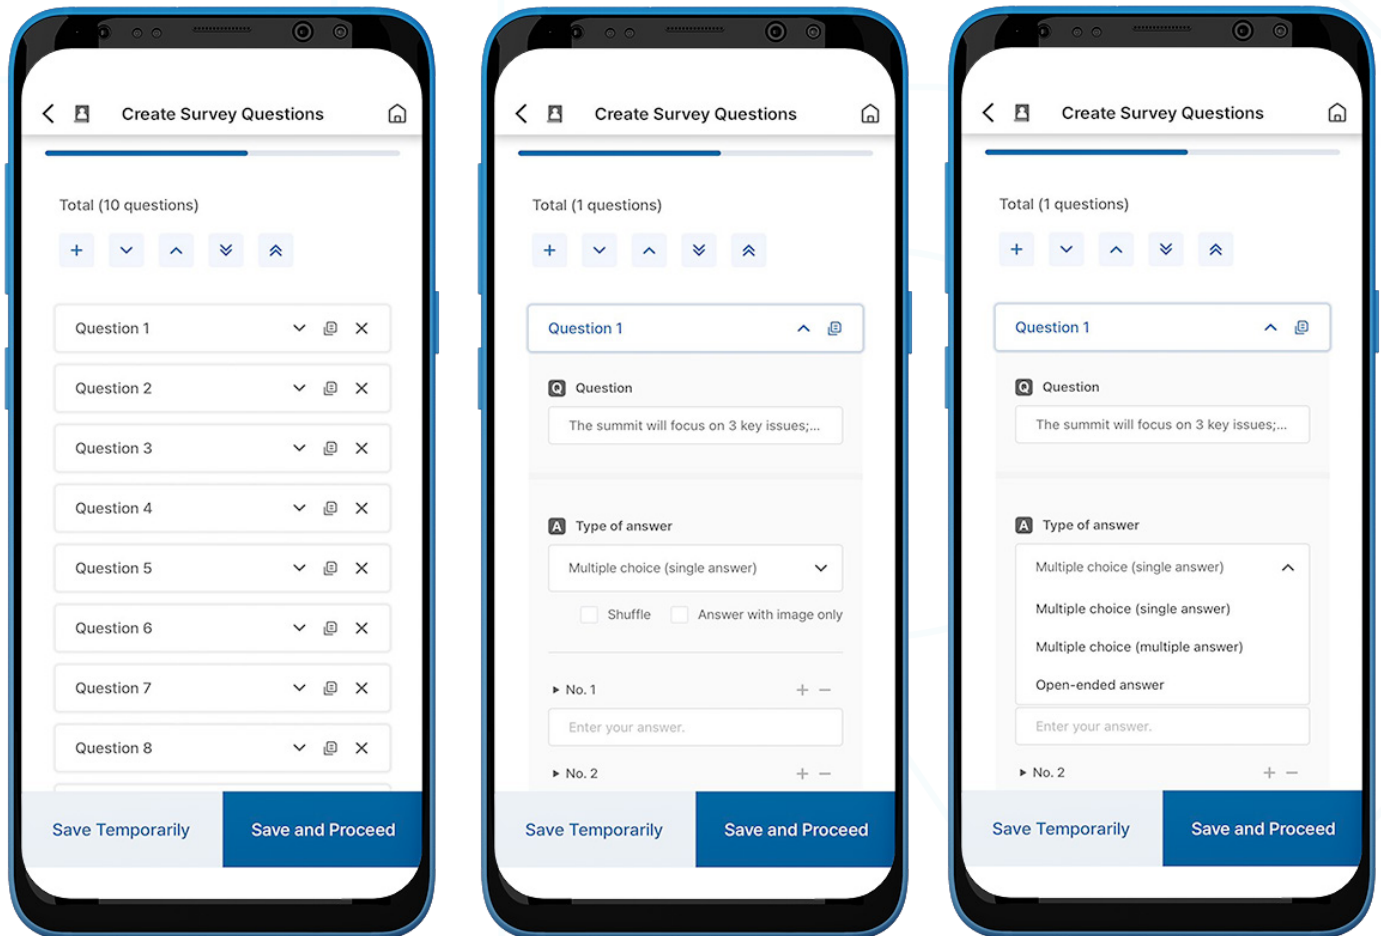 Create Survey Questions
Total (10 questions)
Question 1
Question 2
Question 3
Question 4
Question 5
Question 6
Question 7
Question 8
Save Temporarily
Save and Proceed
Create Survey Questions
Total (1 questions)
Question 1
Q Question
The summit will focus on 3 key issues;...
A Type of answer
Multiple choice (single answer)
Shuffle
Answer with image only
No. 1
Enter your answer.
No. 2
Save Temporarily
Save and Proceed
Create Survey Questions
Total (1 questions)
Question 1
Q Question
The summit will focus on 3 key issues;...
A Type of answer
Multiple choice (single answer)
Multiple choice (single answer)
Multiple choice (multiple answer)
Open-ended answer
Enter your answer.
No. 2
Save Temporarily
Save and Proceed